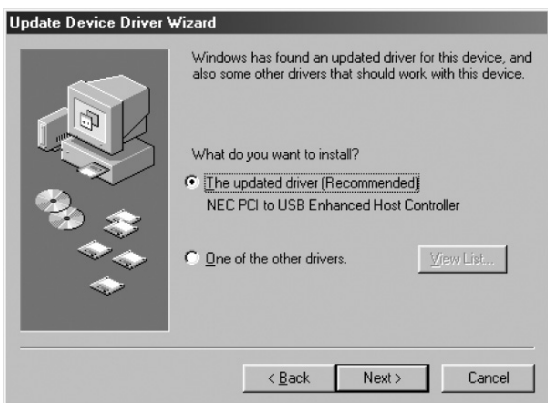 Update Device Driver Wizard
Windows has found an updated driver for this device, and
also some other drivers that should work with this device.
What do you want to install?
The updated driver (Recommended)
NEC PCI to USB Enhanced Host Controller
One of the other drivers.
View List...
< Back
Next >
Cancel